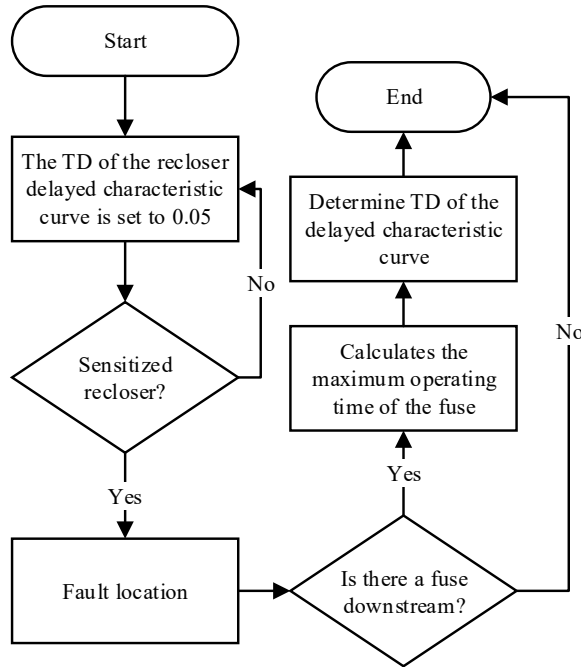 Start
The TD of the recloser
delayed characteristic
curve is set to 0.05
No
Sensitized
recloser?
Yes
Fault location
Is there a fuse
downstream?
Yes
No
Calculates the
maximum operating
time of the fuse
Determine TD of the
delayed characteristic
curve
End